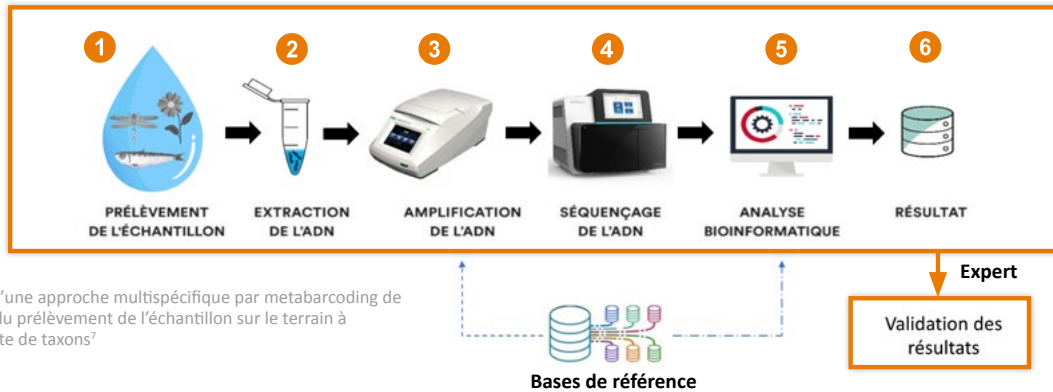 1
2
3
4
5
6
PRÉLÈVEMENT
DE L'ÉCHANTILLON
EXTRACTION
DE L'ADN
AMPLIFICATION
DE L'ADN
SÉQUENÇAGE
DE L'ADN
ANALYSE
BIOINFORMATIQUE
RÉSULTAT
Expert
Validation des
résultats
'une approche multispécifique par metabarcoding de
du prélèvement de l'échantillon sur le terrain à
te de taxons7
Bases de référence